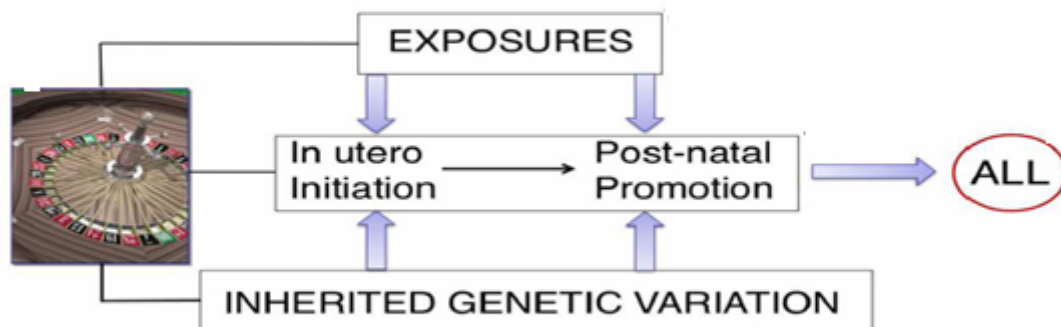 EXPOSURES
In utero
Initiation
Post-natal
Promotion
ALL
INHERITED GENETIC VARIATION